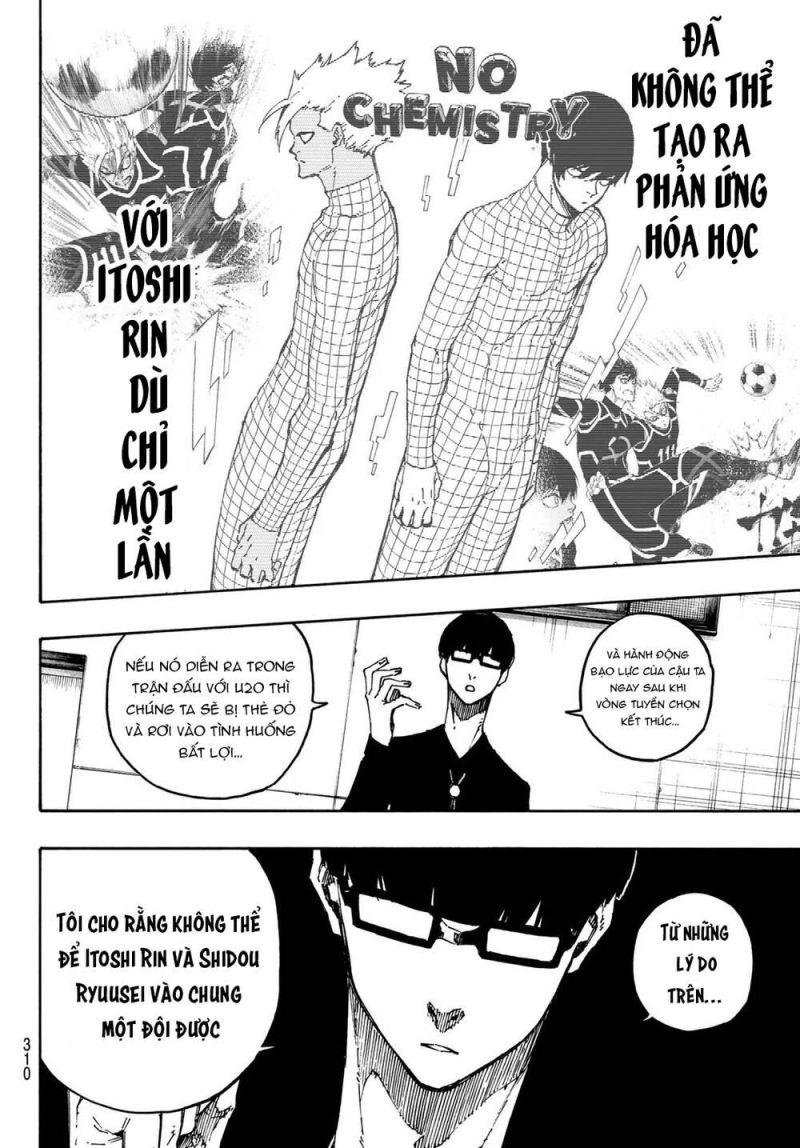 ĐÃ
KHÔNG THỂ
TẠO RA
PHẢN ỨNG
HÓA HỌC
NO
CHEMISTRY
VỚI
ITOSHI
RIN
DÙ
CHỈ
MỘT
LẦN
VÀ HÀNH ĐỘNG
BẠO LỰC CỦA CẬU TA
NGAY SAU KHI
VÒNG TUYỂN CHỌN
KẾT THÚC...
NẾU NÓ DIỄN RA TRONG
TRẬN ĐẤU VỚI U20 THÌ
CHÚNG TA SẼ BỊ THẺ ĐỎ
VÀ RƠI VÀO TÌNH HUỐNG
BẤT LỢI...
TỪ NHỮNG
LÝ DO
TRÊN...
TÔI CHO RẰNG KHÔNG THỂ
ĐỂ ITOSHI RIN VÀ SHIDOU
RYUUSEI VÀO CHUNG
MỘT ĐỘI ĐƯỢC
310